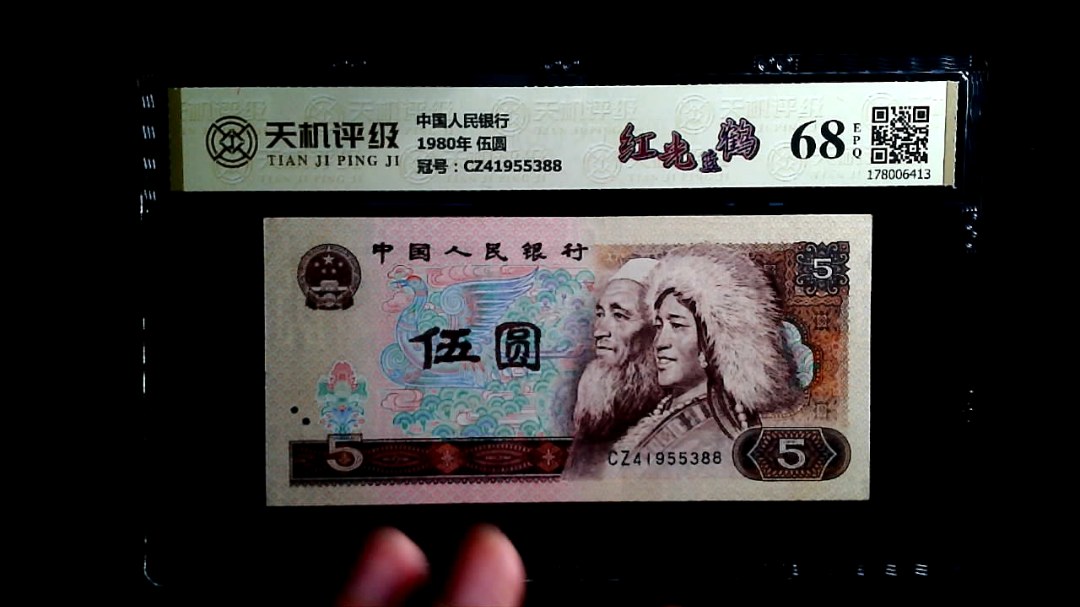 天机评级
TIAN JI PING JI
中国人民银行
1980年 伍圆
冠号：CZ41955388
红光蓝鹤
68
EPQ
178006413
中国人民银行
5
伍圆
5
CZ41955388
5